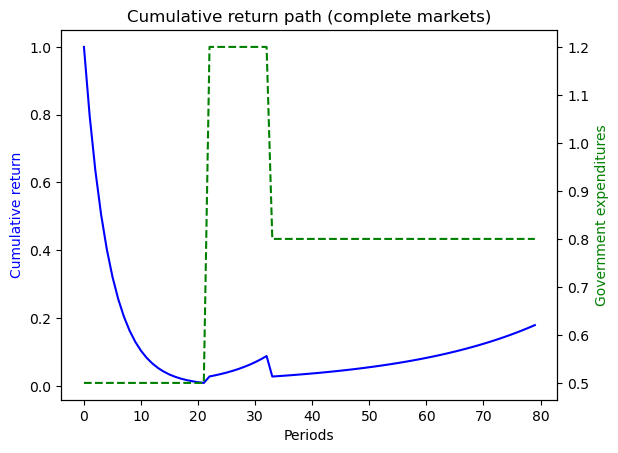 Cumulative return path (complete markets)
1.0
0.8
0.6
0.4
0.2
0.0
Cumulative return
1.2
1.1
1.0
0.9
0.8
0.7
0.6
0.5
Government expenditures
0 10 20 30 40 50 60 70 80
Periods